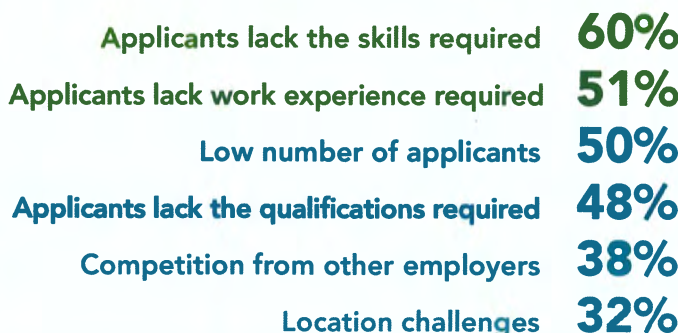 Applicants lack the skills required 60%
Applicants lack work experience required 51%
Low number of applicants 50%
Applicants lack the qualifications required 48%
Competition from other employers 38%
Location challenges 32%